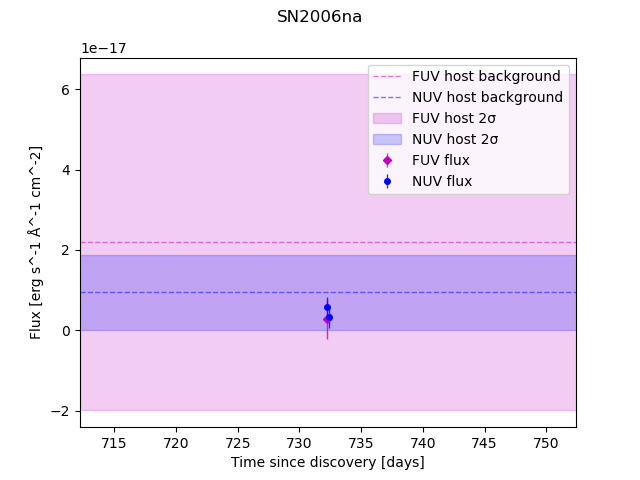 SN2006na
1e−17
FUV host background
NUV host background
FUV host 2σ
NUV host 2σ
FUV flux
NUV flux
6
4
2
0
−2
Flux [erg s^-1 Å^-1 cm^-2]
715
720
725
730
735
740
745
750
Time since discovery [days]